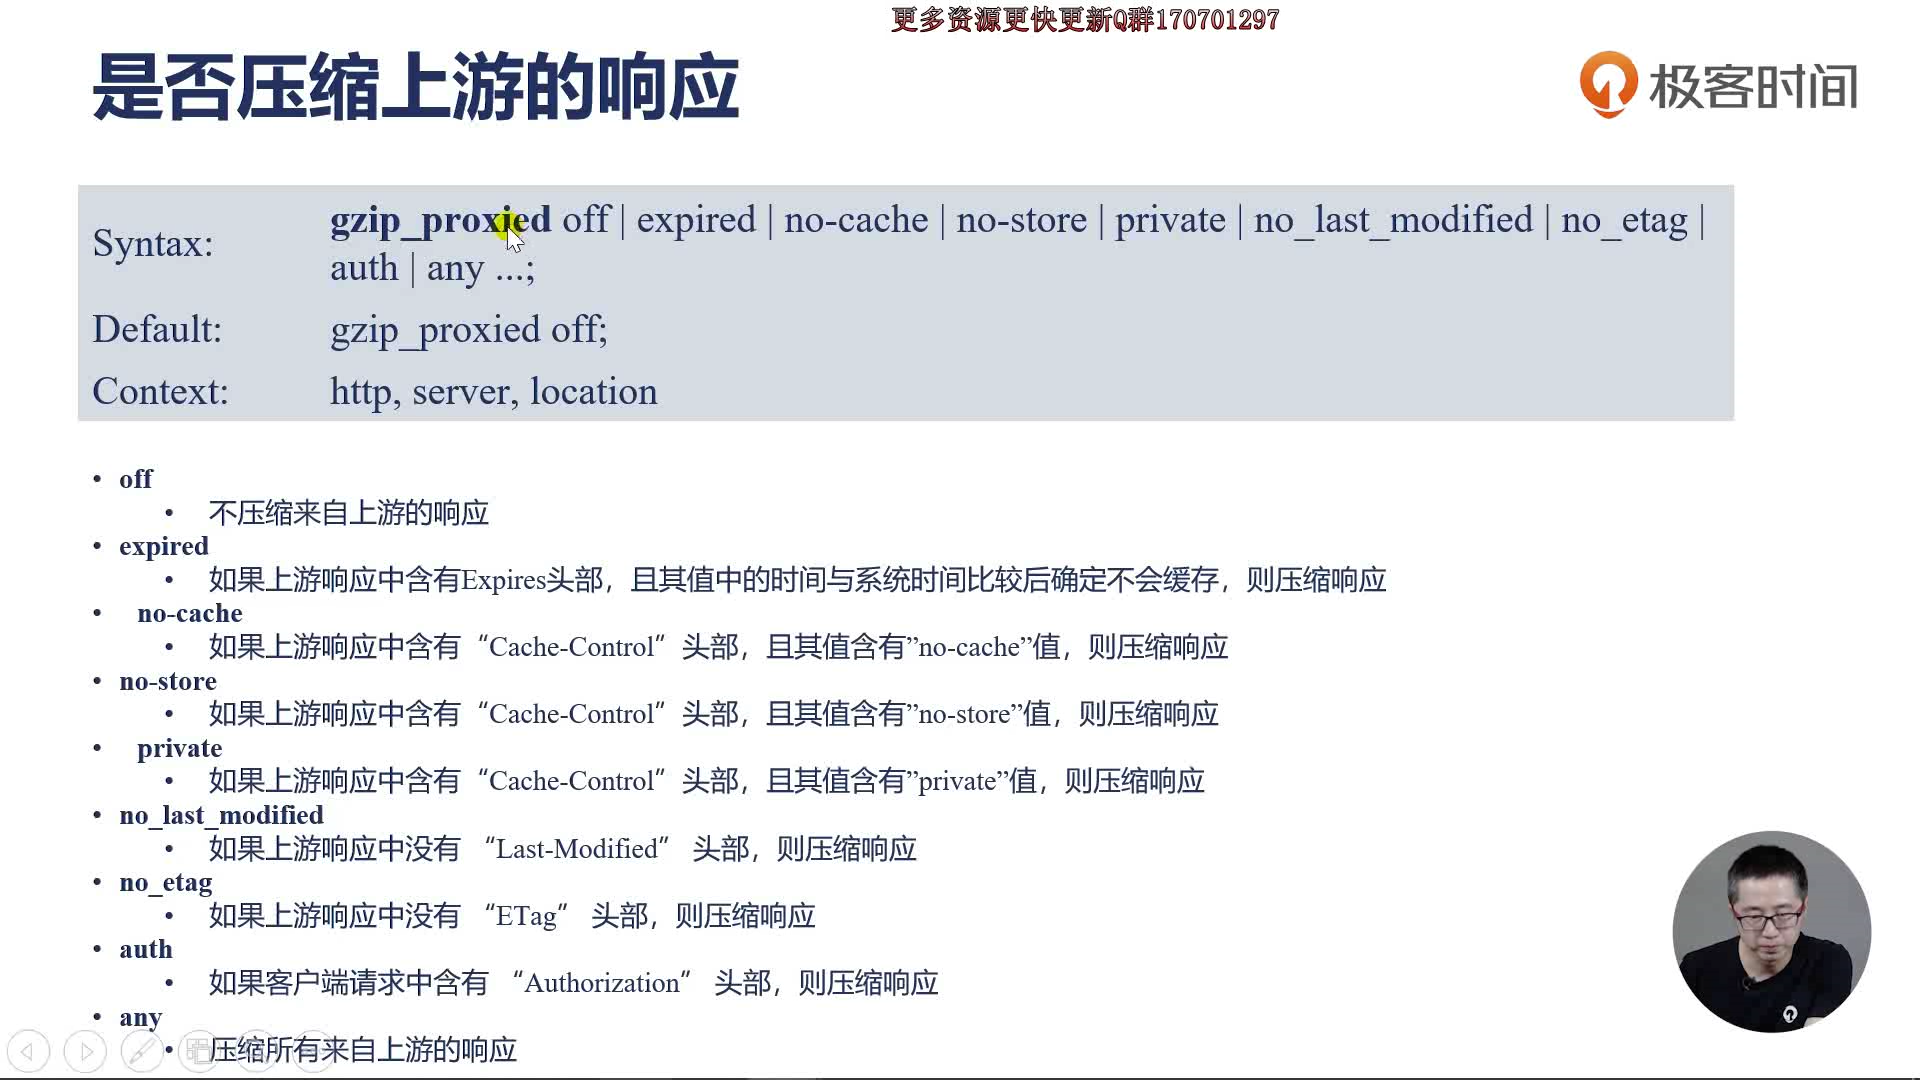 更多资源更快更新Q群170701297
是否压缩上游的响应
极客时间
Syntax: gzip_proxied off | expired | no-cache | no-store | private | no_last_modified | no_etag |
auth | any ...;
Default: gzip_proxied off;
Context: http, server, location
• off
• 不压缩来自上游的响应
• expired
• 如果上游响应中含有Expires头部，且其值中的时间与系统时间比较后确定不会缓存，则压缩响应
• no-cache
• 如果上游响应中含有“Cache-Control”头部，且其值含有”no-cache”值，则压缩响应
• no-store
• 如果上游响应中含有“Cache-Control”头部，且其值含有”no-store”值，则压缩响应
• private
• 如果上游响应中含有“Cache-Control”头部，且其值含有”private”值，则压缩响应
• no_last_modified
• 如果上游响应中没有 “Last-Modified” 头部，则压缩响应
• no_etag
• 如果上游响应中没有 “ETag” 头部，则压缩响应
• auth
• 如果客户端请求中含有 “Authorization” 头部，则压缩响应
• any
• 压缩所有来自上游的响应